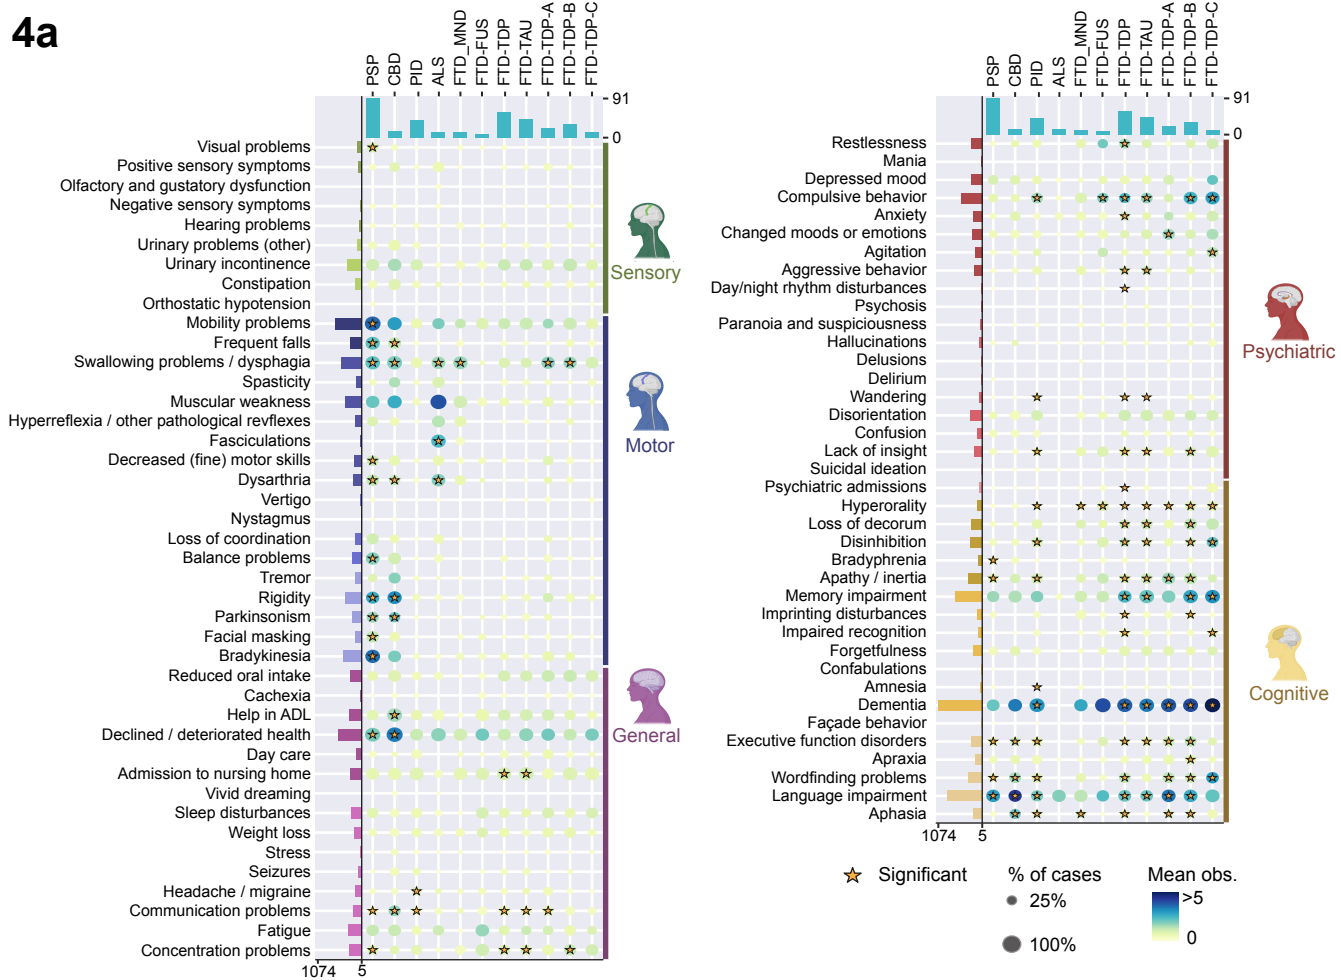 4a
PSP
CBD
PID
ALS
FTD_MND
FTD-FUS
FTD-TDP
FTD-TAU
FTD-TDP-A
FTD-TDP-B
FTD-TDP-C
91
0
Visual problems
Positive sensory symptoms
Olfactory and gustatory dysfunction
Negative sensory symptoms
Hearing problems
Urinary problems (other)
Urinary incontinence
Constipation
Orthostatic hypotension
Mobility problems
Frequent falls
Swallowing problems / dysphagia
Spasticity
Muscular weakness
Hyperreflexia / other pathological revflexes
Fasciculations
Decreased (fine) motor skills
Dysarthria
Vertigo
Nystagmus
Loss of coordination
Balance problems
Tremor
Rigidity
Parkinsonism
Facial masking
Bradykinesia
Reduced oral intake
Cachexia
Help in ADL
Declined / deteriorated health
Day care
Admission to nursing home
Vivid dreaming
Sleep disturbances
Weight loss
Stress
Seizures
Headache / migraine
Communication problems
Fatigue
Concentration problems
1074 5
Sensory
Motor
General
PSP
CBD
PID
ALS
FTD_MND
FTD-FUS
FTD-TDP
FTD-TAU
FTD-TDP-A
FTD-TDP-B
FTD-TDP-C
91
0
Restlessness
Mania
Depressed mood
Compulsive behavior
Anxiety
Changed moods or emotions
Agitation
Aggressive behavior
Day/night rhythm disturbances
Psychosis
Paranoia and suspiciousness
Hallucinations
Delusions
Delirium
Wandering
Disorientation
Confusion
Lack of insight
Suicidal ideation
Psychiatric admissions
Hyperorality
Loss of decorum
Disinhibition
Bradyphrenia
Apathy / inertia
Memory impairment
Imprinting disturbances
Impaired recognition
Forgetfulness
Confabulations
Amnesia
Dementia
Façade behavior
Executive function disorders
Apraxia
Wordfinding problems
Language impairment
Aphasia
1074 5
Psychiatric
Cognitive
Significant
% of cases
25%
100%
Mean obs.
>5
0